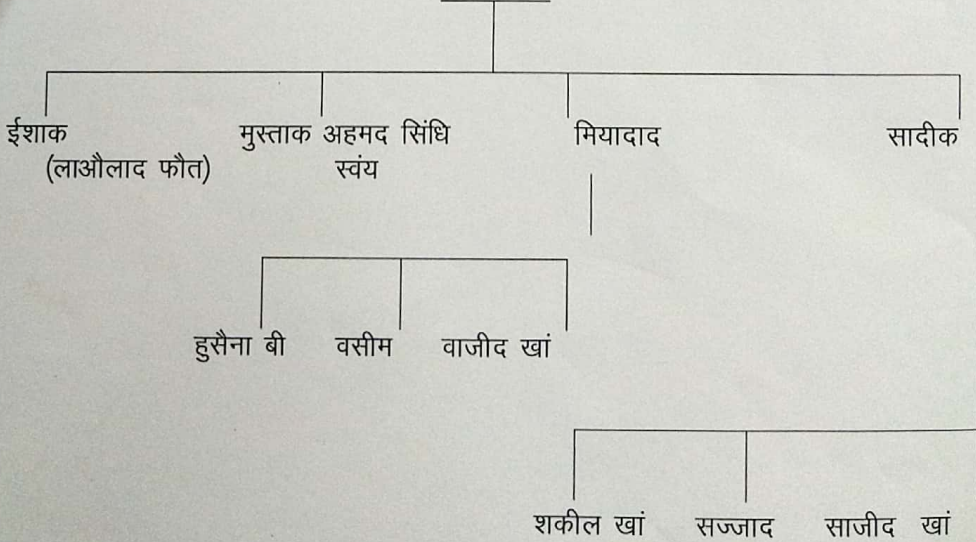 ईशाक मुस्ताक अहमद सिंधि मियादाद सादीक
(लाऔलाद फौत) स्वंय
हुसैना बी वसीम वाजीद खां
शकील खां सज्जाद साजीद खां